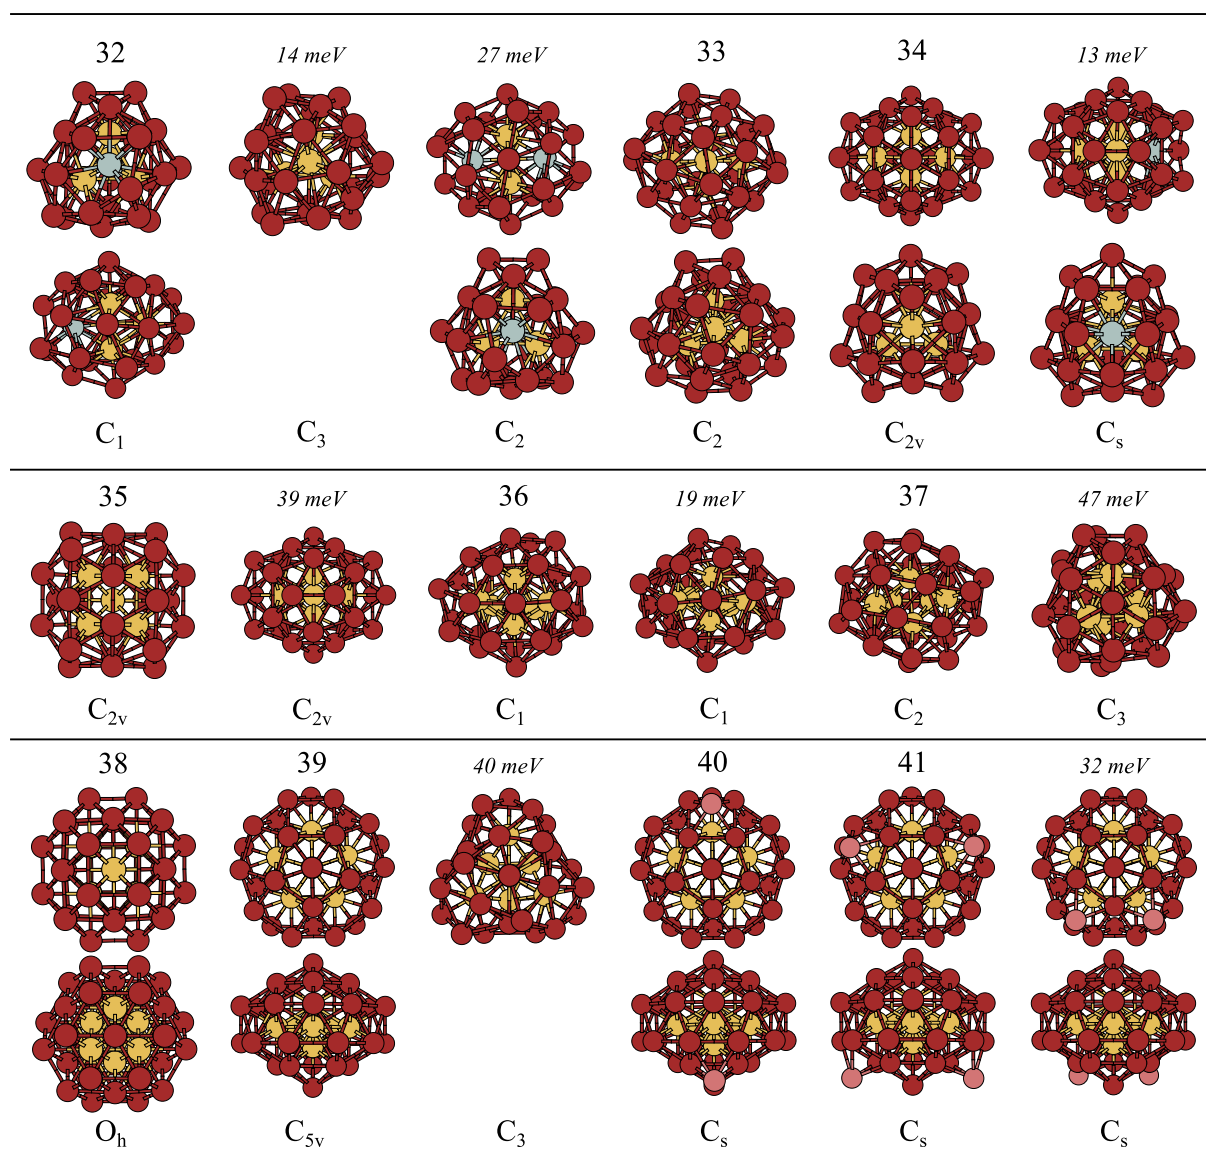 32 14 meV 27 meV 33 34 13 meV
C1 C3 C2 C2 C2v Cs
35 39 meV 36 19 meV 37 47 meV
C2v C2v C1 C1 C2 C3
38 39 40 meV 40 41 32 meV
Oh C5v C3 Cs Cs Cs